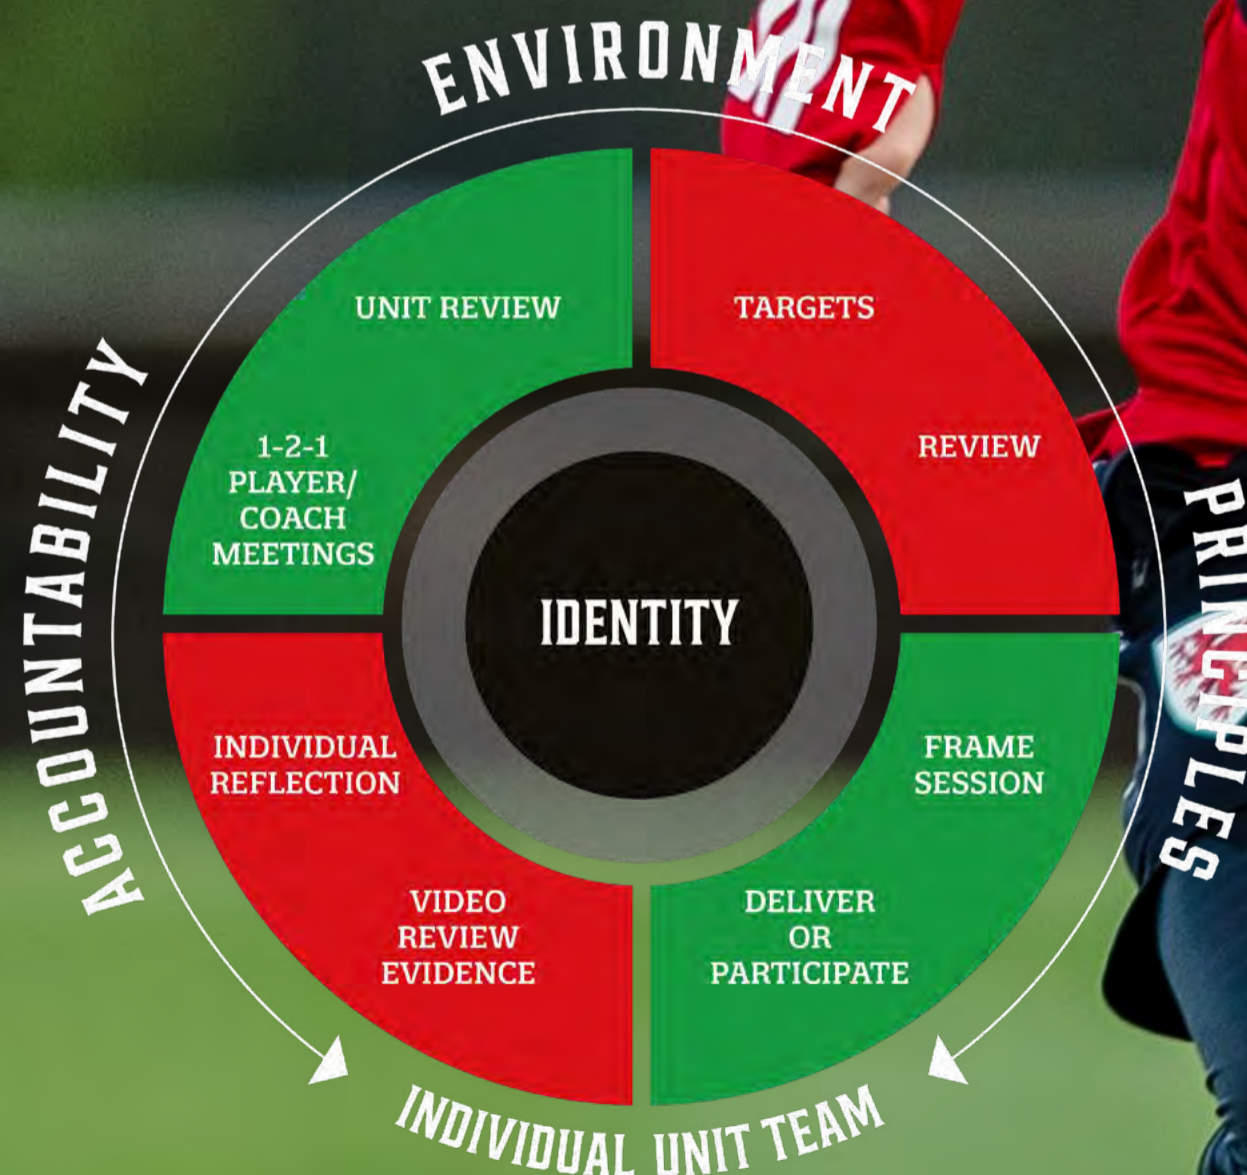 ENVIRONMENT
UNIT REVIEW
TARGETS
1-2-1
PLAYER/
COACH
MEETINGS
REVIEW
ACCOUNTABILITY
IDENTITY
PRINCIPLES
INDIVIDUAL
REFLECTION
FRAME
SESSION
VIDEO
REVIEW
EVIDENCE
DELIVER
OR
PARTICIPATE
INDIVIDUAL UNIT TEAM